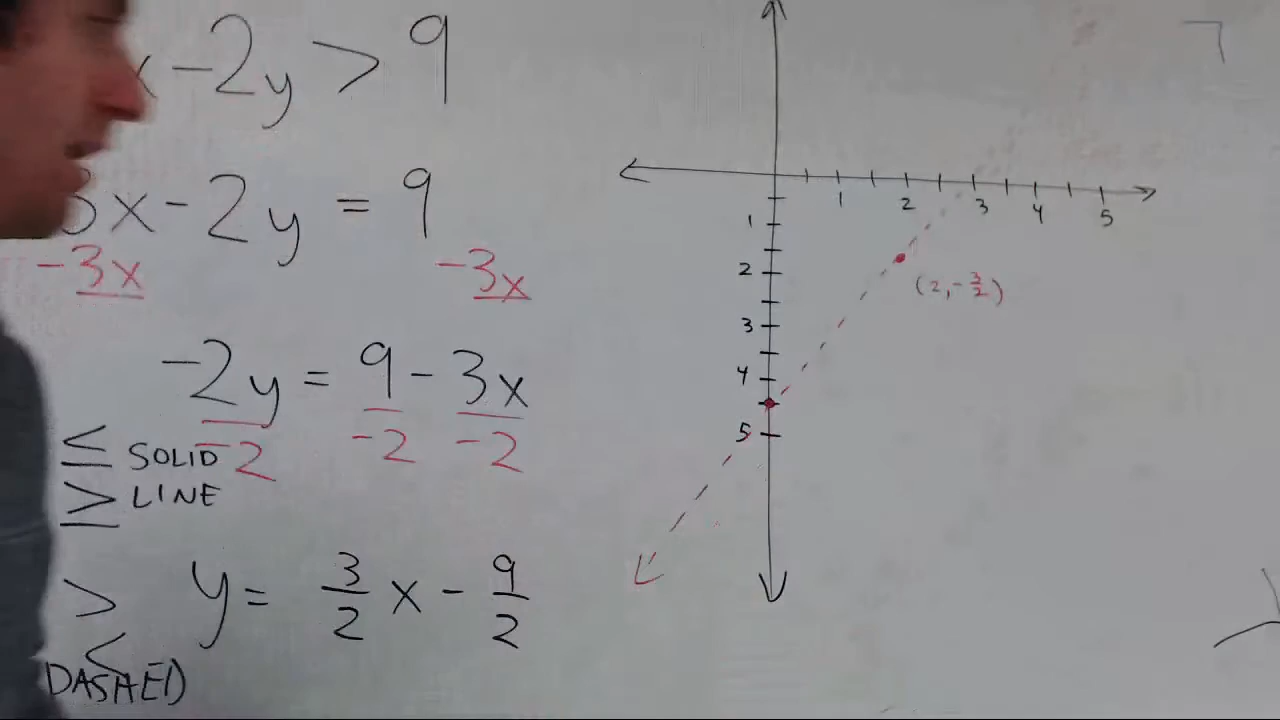 x - 2y > 9
3x - 2y = 9
-3x -3x
-2y = 9 - 3x
-2 -2 -2
≤ SOLID
≥ LINE
> y = 3/2 x - 9/2
<
DASHED
1 2 3 4 5
1
2
3
4
5
(2, -3/2)